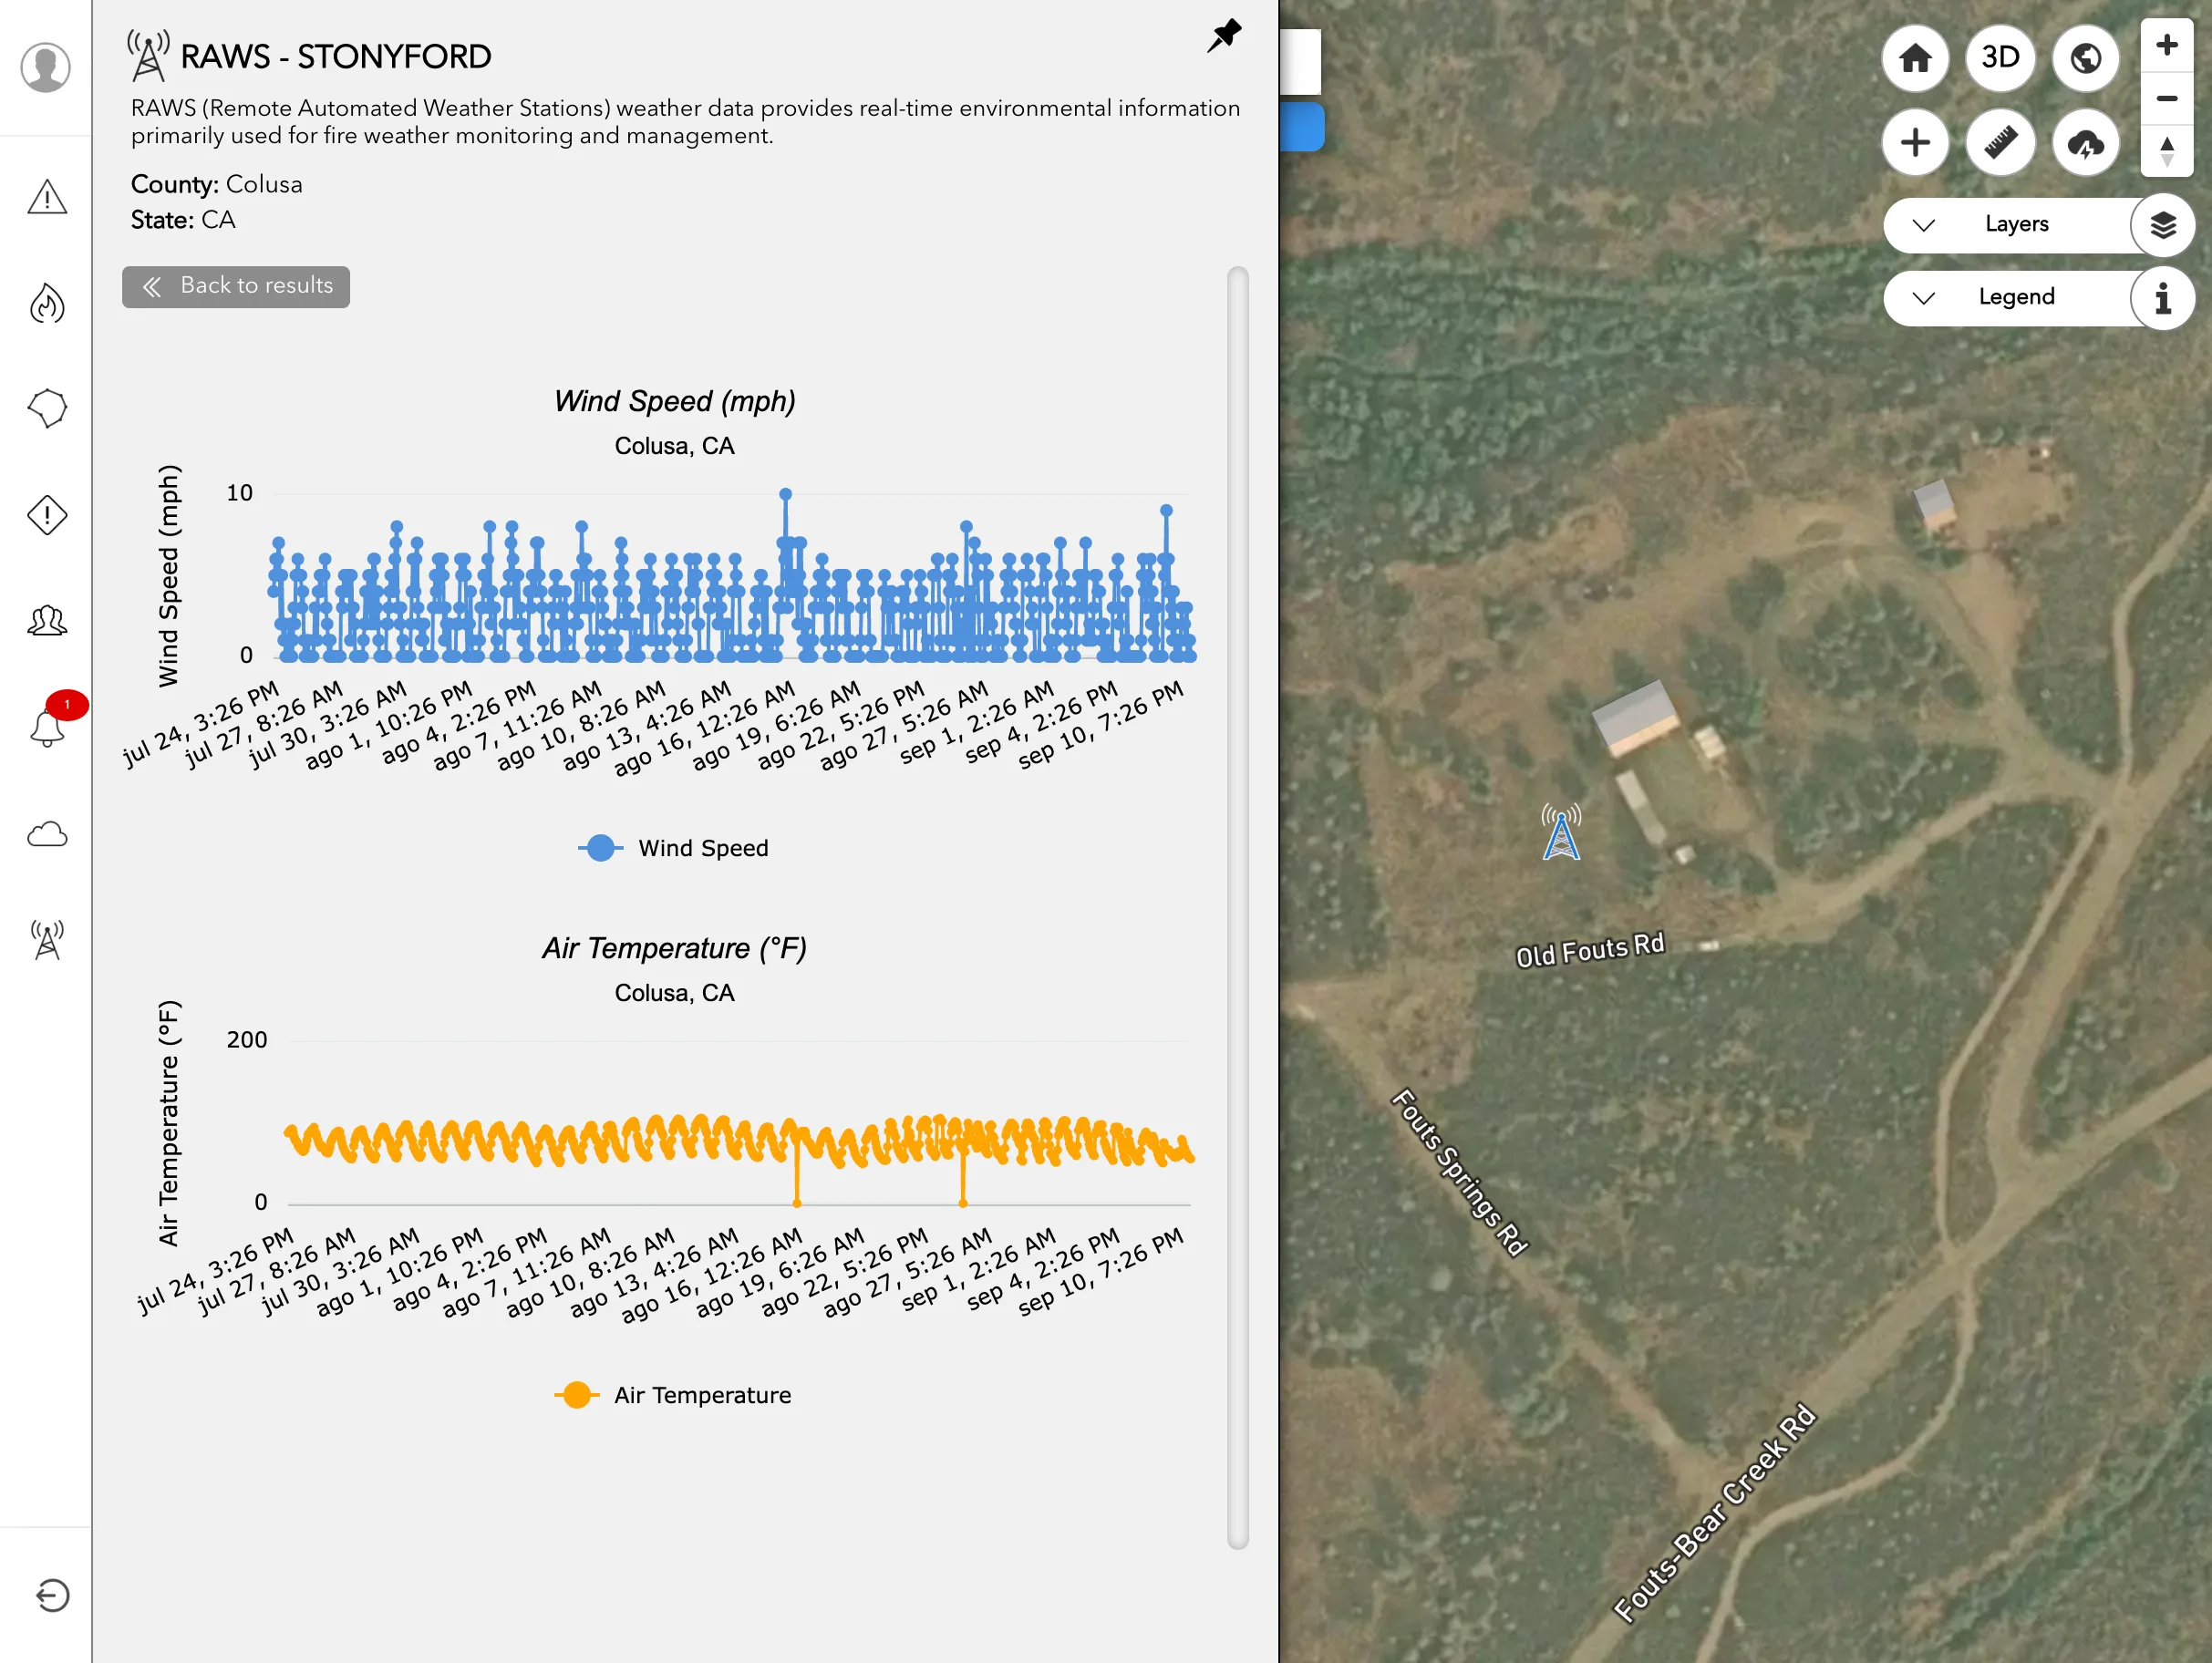 RAWS - STONYFORD
RAWS (Remote Automated Weather Stations) weather data provides real-time environmental information
primarily used for fire weather monitoring and management.
County: Colusa
State: CA
Back to results
Wind Speed (mph)
Colusa, CA
Wind Speed (mph)
10
0
jul 24, 3:26 PM
jul 27, 8:26 AM
jul 30, 3:26 AM
ago 1, 10:26 PM
ago 4, 2:26 PM
ago 7, 11:26 AM
ago 10, 8:26 AM
ago 13, 4:26 AM
ago 16, 12:26 AM
ago 19, 6:26 AM
ago 22, 5:26 PM
ago 27, 5:26 AM
sep 1, 2:26 AM
sep 4, 2:26 PM
sep 10, 7:26 PM
Wind Speed
1
Air Temperature (°F)
Colusa, CA
Air Temperature (°F)
200
0
jul 24, 3:26 PM
jul 27, 8:26 AM
jul 30, 3:26 AM
ago 1, 10:26 PM
ago 4, 2:26 PM
ago 7, 11:26 AM
ago 10, 8:26 AM
ago 13, 4:26 AM
ago 16, 12:26 AM
ago 19, 6:26 AM
ago 22, 5:26 PM
ago 27, 5:26 AM
sep 1, 2:26 AM
sep 4, 2:26 PM
sep 10, 7:26 PM
Air Temperature
3D
Layers
Legend
Old Fouts Rd
Fouts Springs Rd
Fouts-Bear Creek Rd